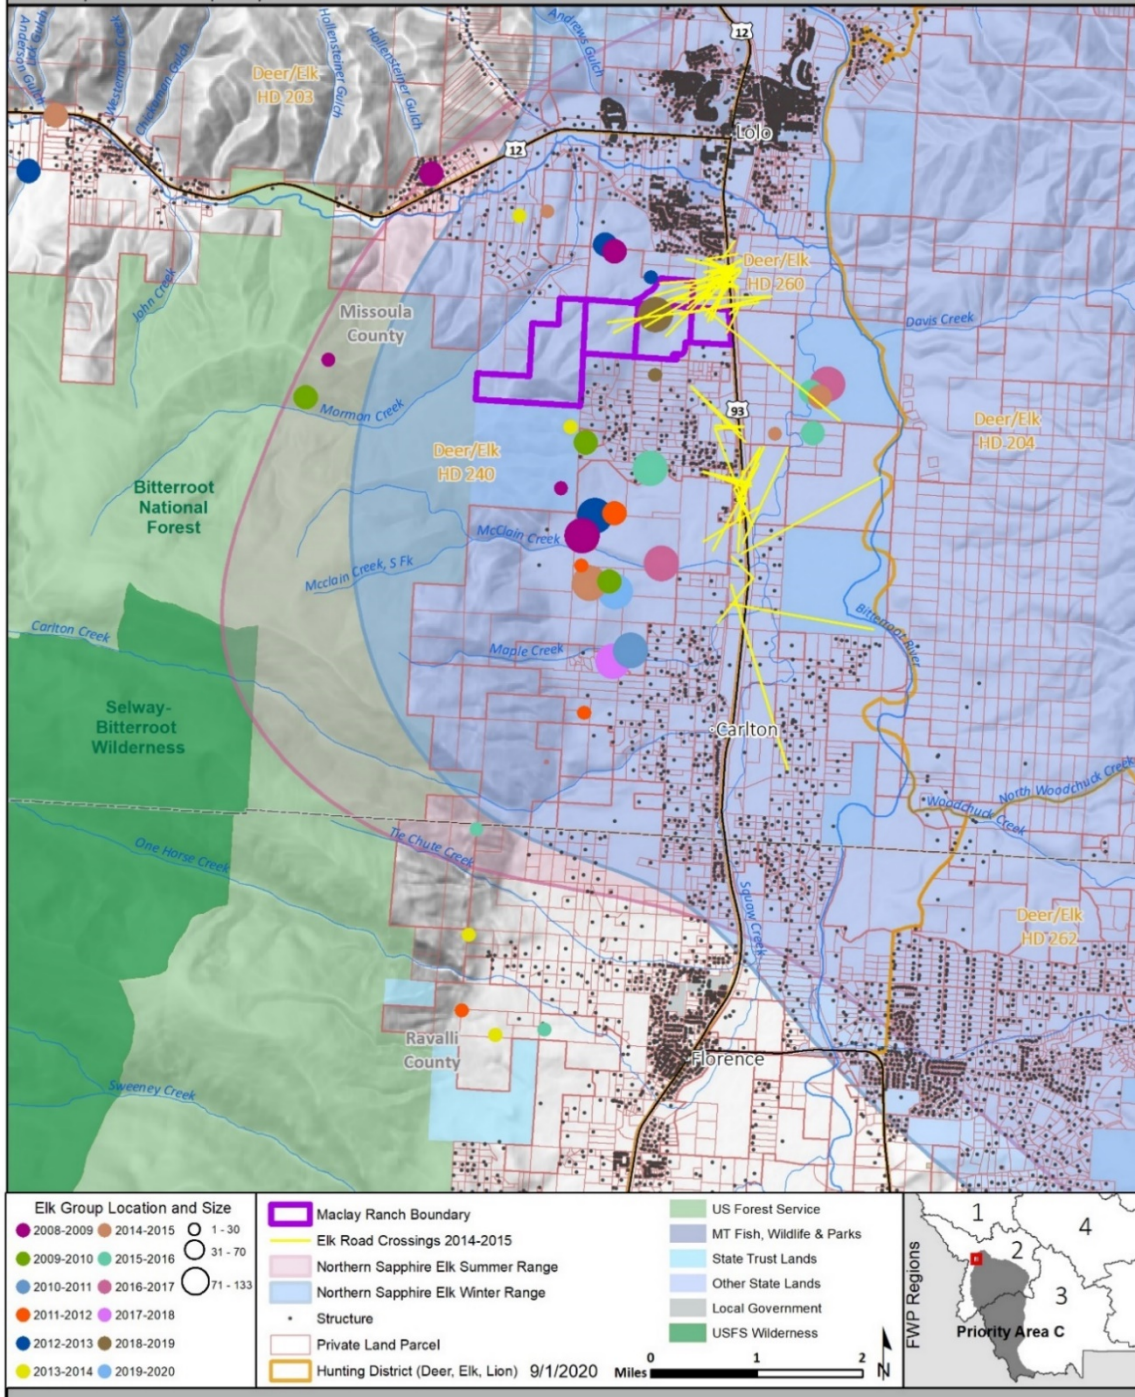 Anderson Gulch
Elk Gulch
Westerman Gulch
Chickaman Gulch
Deer/Elk
HD 203
Hollensteiner Gulch
Hollensteiner Gulch
Andrews Gulch
12
12
Lolo
John Creek
Missoula
County
Deer/Elk
HD 260
Davis Creek
Mormon Creek
93
Deer/Elk
HD 204
Deer/Elk
HD 240
Bitterroot
National
Forest
McClain Creek
Mcclain Creek, S Fk
Carlton Creek
Bitterroot River
Maple Creek
Selway-
Bitterroot
Wilderness
Carlton
North Woodchuck Creek
Woodchuck Creek
Tie Chute Creek
One Horse Creek
Squaw Creek
Deer/Elk
HD 262
Ravalli
County
Florence
Sweeney Creek
Elk Group Location and Size
2008-2009
2009-2010
2010-2011
2011-2012
2012-2013
2013-2014
2014-2015
2015-2016
2016-2017
2017-2018
2018-2019
2019-2020
1 - 30
31 - 70
71 - 133
Maclay Ranch Boundary
Elk Road Crossings 2014-2015
Northern Sapphire Elk Summer Range
Northern Sapphire Elk Winter Range
Structure
Private Land Parcel
Hunting District (Deer, Elk, Lion) 9/1/2020
US Forest Service
MT Fish, Wildlife & Parks
State Trust Lands
Other State Lands
Local Government
USFS Wilderness
Miles
0 1 2
N
FWP Regions
1
2
3
4
Priority Area C